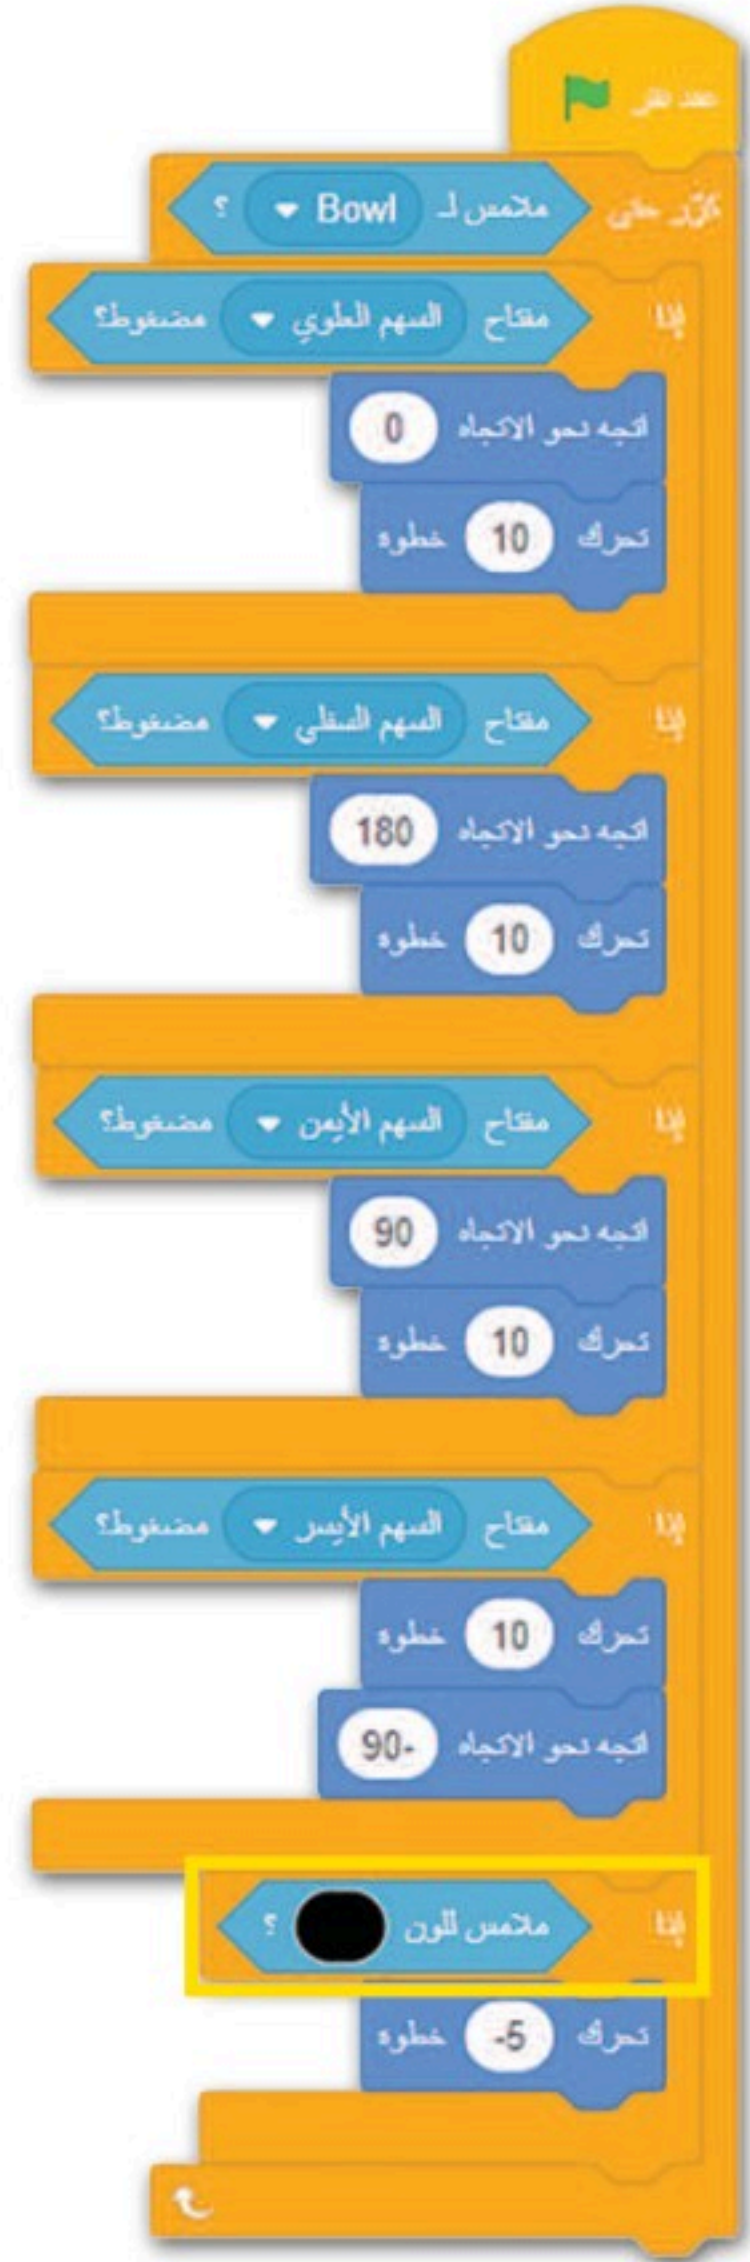 عند نقر
كرّر حتى ملامس لـ Bowl ؟
إذا مفتاح السهم العلوي مضغوط؟
اتجه نحو الاتجاه 0
تحرك 10 خطوة
إذا مفتاح السهم السفلي مضغوط؟
اتجه نحو الاتجاه 180
تحرك 10 خطوة
إذا مفتاح السهم الأيمن مضغوط؟
اتجه نحو الاتجاه 90
تحرك 10 خطوة
إذا مفتاح السهم الأيسر مضغوط؟
تحرك 10 خطوة
اتجه نحو الاتجاه 90-
إذا ملامس للون ؟
تحرك -5 خطوة